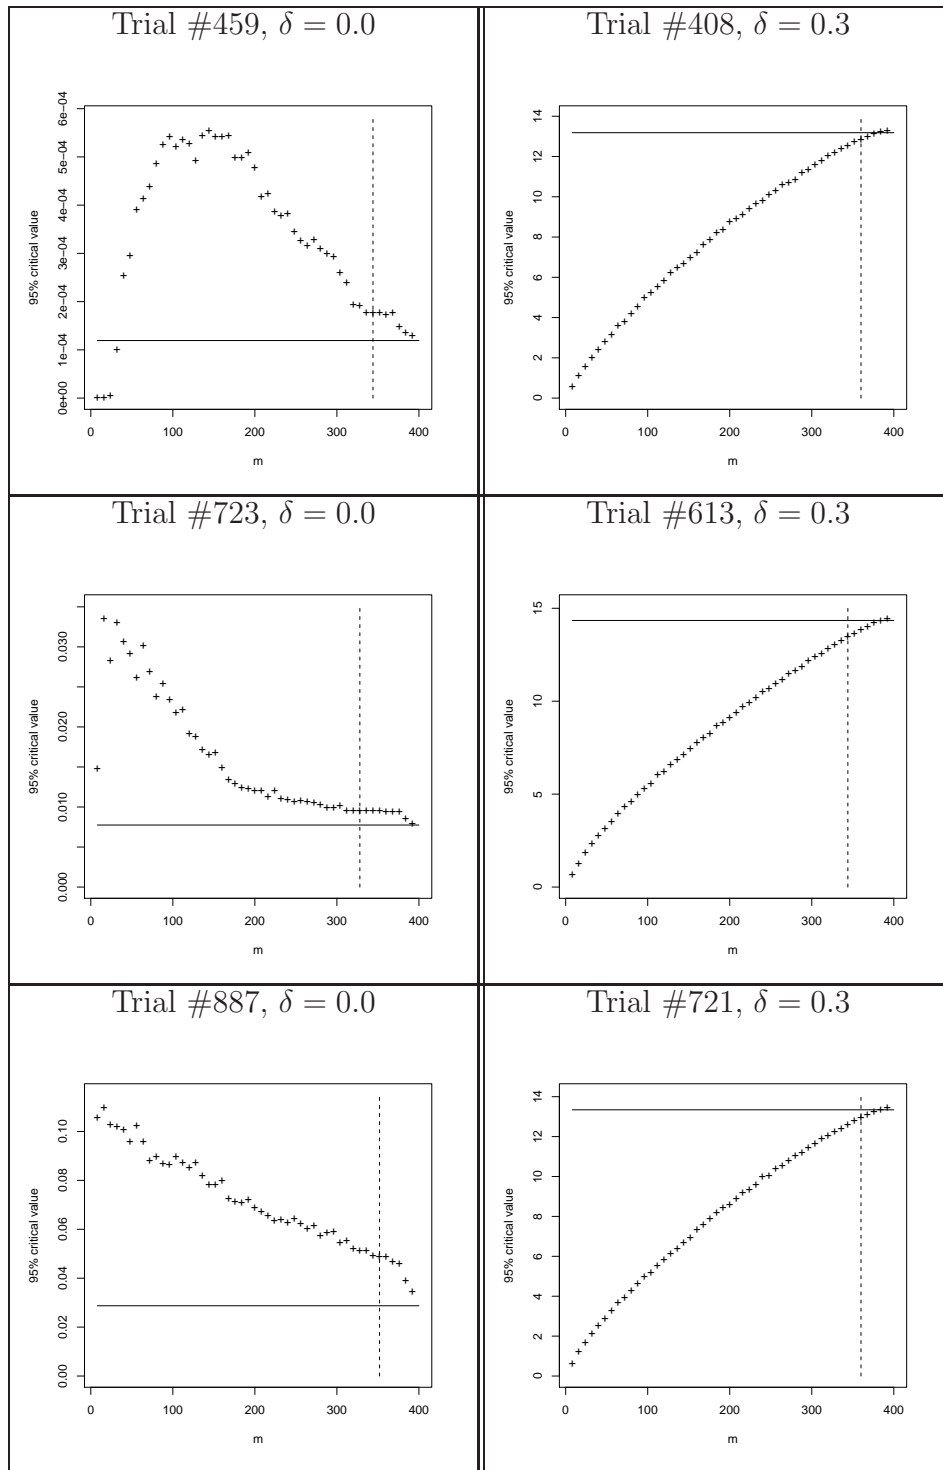 Trial #459, δ = 0.0
95% critical value
0e+00 1e−04 2e−04 3e−04 4e−04 5e−04 6e−04
0 100 200 300 400
m
Trial #408, δ = 0.3
95% critical value
0 2 4 6 8 10 12 14
0 100 200 300 400
m
Trial #723, δ = 0.0
95% critical value
0.000 0.010 0.020 0.030
0 100 200 300 400
m
Trial #613, δ = 0.3
95% critical value
0 5 10 15
0 100 200 300 400
m
Trial #887, δ = 0.0
95% critical value
0.00 0.02 0.04 0.06 0.08 0.10
0 100 200 300 400
m
Trial #721, δ = 0.3
95% critical value
0 2 4 6 8 10 12 14
0 100 200 300 400
m